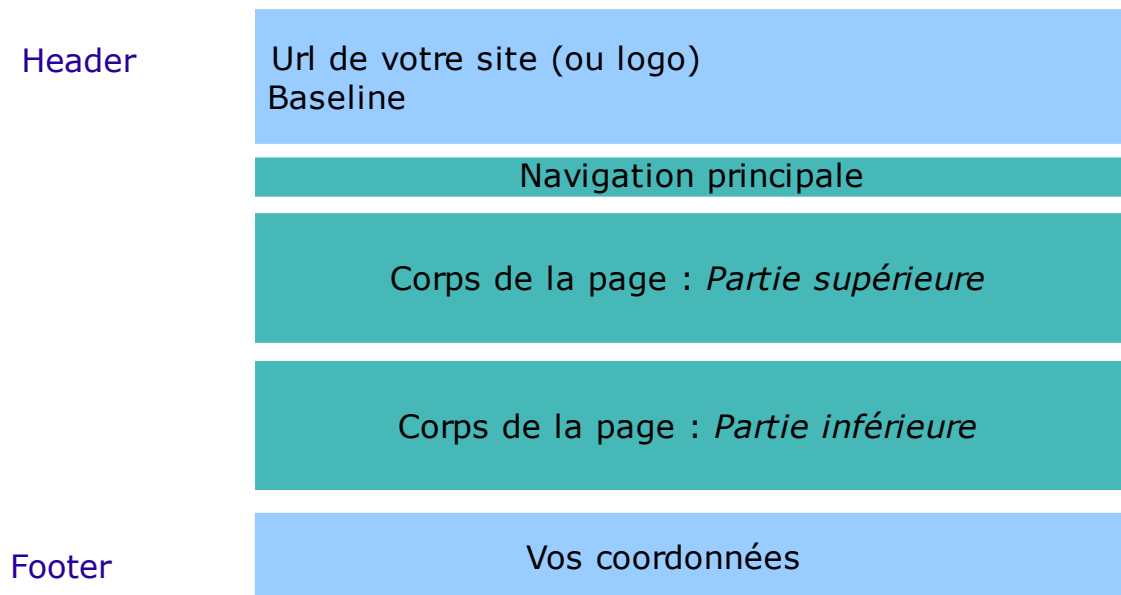 Header
Url de votre site (ou logo)
Baseline
Navigation principale
Corps de la page : Partie supérieure
Corps de la page : Partie inférieure
Footer
Vos coordonnées